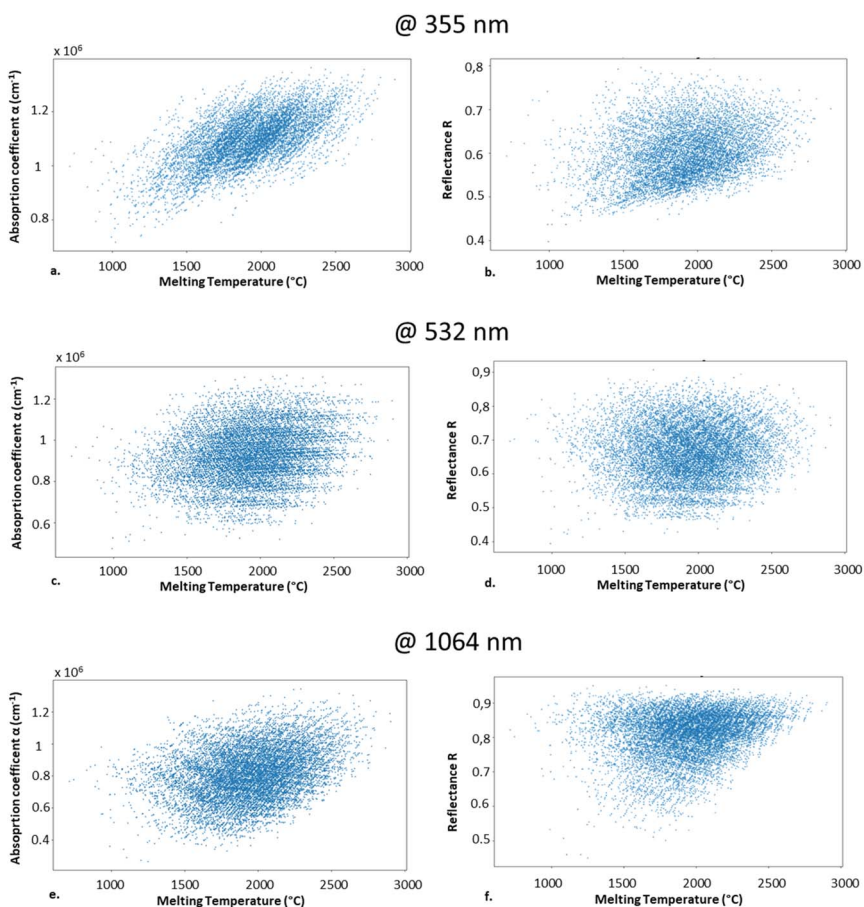 @ 355 nm
x 10⁶
Absoprtion coefficent α (cm⁻¹)
1.2
1
0.8
1000 1500 2000 2500 3000
a. Melting Temperature (°C)
0,8
0.7
Reflectance R
0.6
0.5
0.4
1000 1500 2000 2500 3000
b. Melting Temperature (°C)
@ 532 nm
x 10⁶
Absoprtion coefficent α (cm⁻¹)
1.2
1
0.8
0.6
1000 1500 2000 2500 3000
c. Melting Temperature (°C)
0,9
0,8
0.7
Reflectance R
0.6
0.5
0.4
1000 1500 2000 2500 3000
d. Melting Temperature (°C)
@ 1064 nm
x 10⁶
Absoprtion coefficent α (cm⁻¹)
1.2
1
0.8
0.6
0.4
1000 1500 2000 2500 3000
e. Melting Temperature (°C)
0,9
0,8
Reflectance R
0.7
0.6
0.5
1000 1500 2000 2500 3000
f. Melting Temperature (°C)